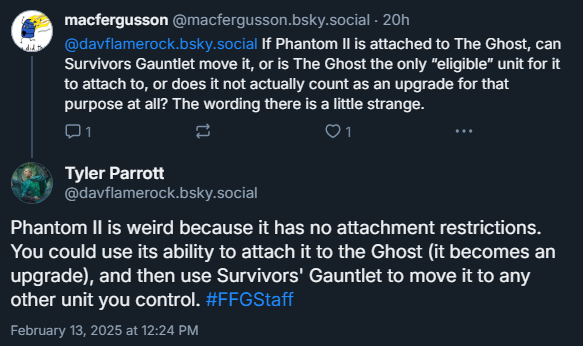 macfergusson @macfergusson.bsky.social · 20h
@davflamerock.bsky.social If Phantom II is attached to The Ghost, can
Survivors Gauntlet move it, or is The Ghost the only "eligible" unit for it
to attach to, or does it not actually count as an upgrade for that
purpose at all? The wording there is a little strange.
1
1
Tyler Parrott
@davflamerock.bsky.social
Phantom II is weird because it has no attachment restrictions.
You could use its ability to attach it to the Ghost (it becomes an
upgrade), and then use Survivors' Gauntlet to move it to any
other unit you control. #FFGStaff
February 13, 2025 at 12:24 PM